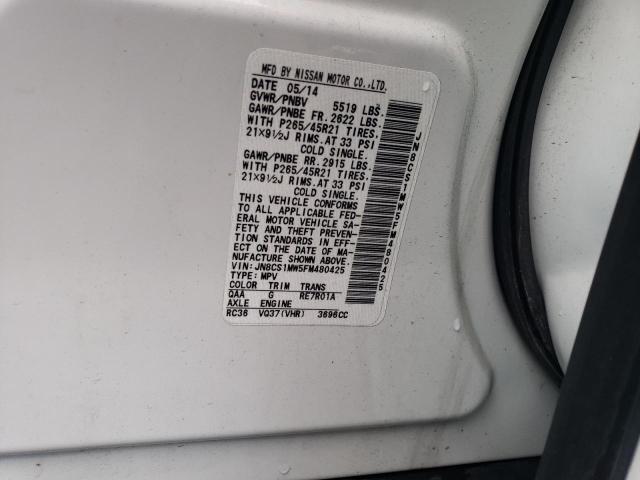 MFD BY NISSAN MOTOR CO.,LTD.
DATE 05/14
GVWR/PNBV 5519 LBS.
GAWR/PNBE FR. 2622 LBS.
WITH P265/45R21 TIRES.
21X9½J RIMS.AT 33 PSI
COLD SINGLE.
GAWR/PNBE RR. 2915 LBS.
WITH P265/45R21 TIRES.
21X9½J RIMS.AT 33 PSI
COLD SINGLE.
THIS VEHICLE CONFORMS
TO ALL APPLICABLE FED-
ERAL MOTOR VEHICLE SA-
FETY AND THEFT PREVEN-
TION STANDARDS IN EFF-
ECT ON THE DATE OF MA-
NUFACTURE SHOWN ABOVE.
VIN: JN8CS1MW5FM480425
TYPE: MPV
COLOR TRIM TRANS
QAA G RE7R01A
AXLE ENGINE
RC36 VQ37(VHR) 3696CC
JN8CS1MW5FM480425